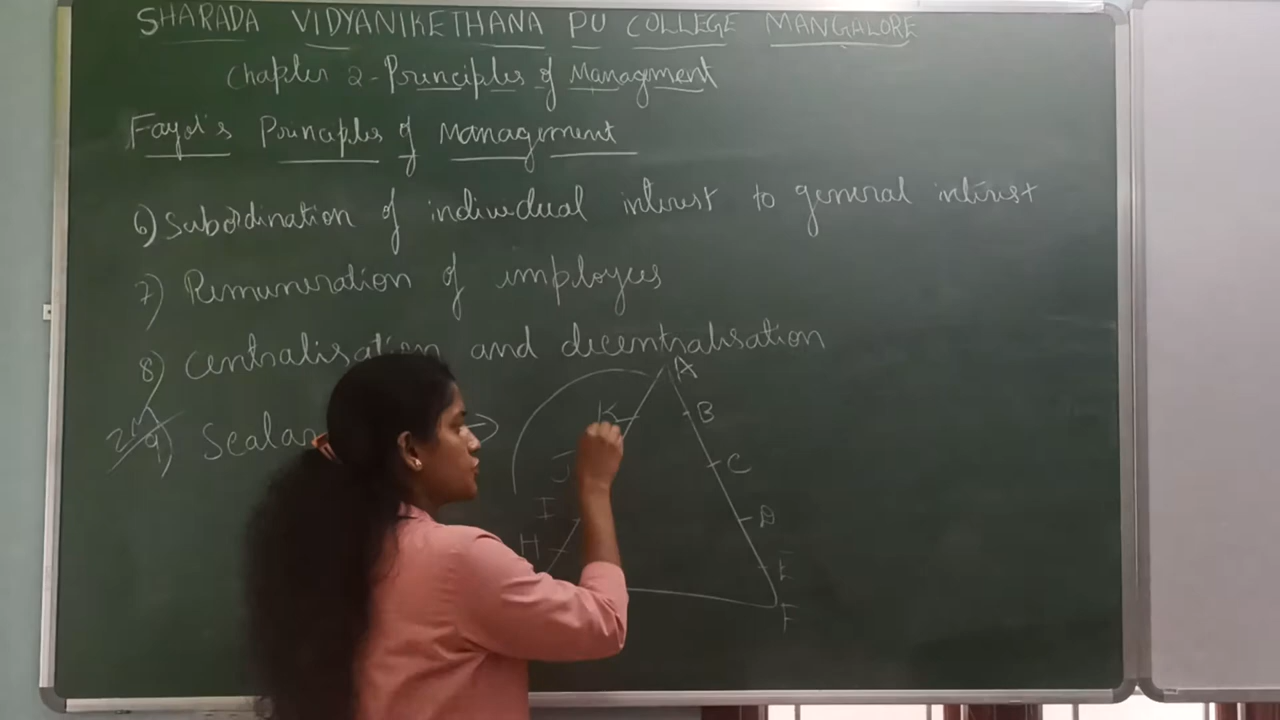 SHARADA VIDYANIKETHANA PU COLLEGE MANGALORE
Chapter 2 - Principles of Management
Fayol's Principles of Management
6) Subordination of individual interest to general interest
7) Remuneration of employees
8) Centralisation and decentralisation
9) Scalar
A
K B
J C
I D
H E
F